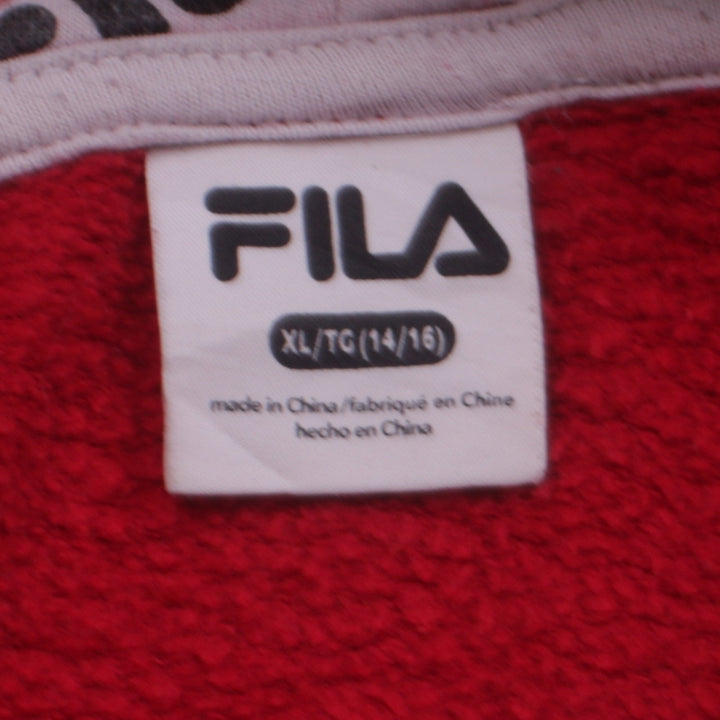 FILA
XL/TG(14/16)
made in China/fabriqué en Chine
hecho en China